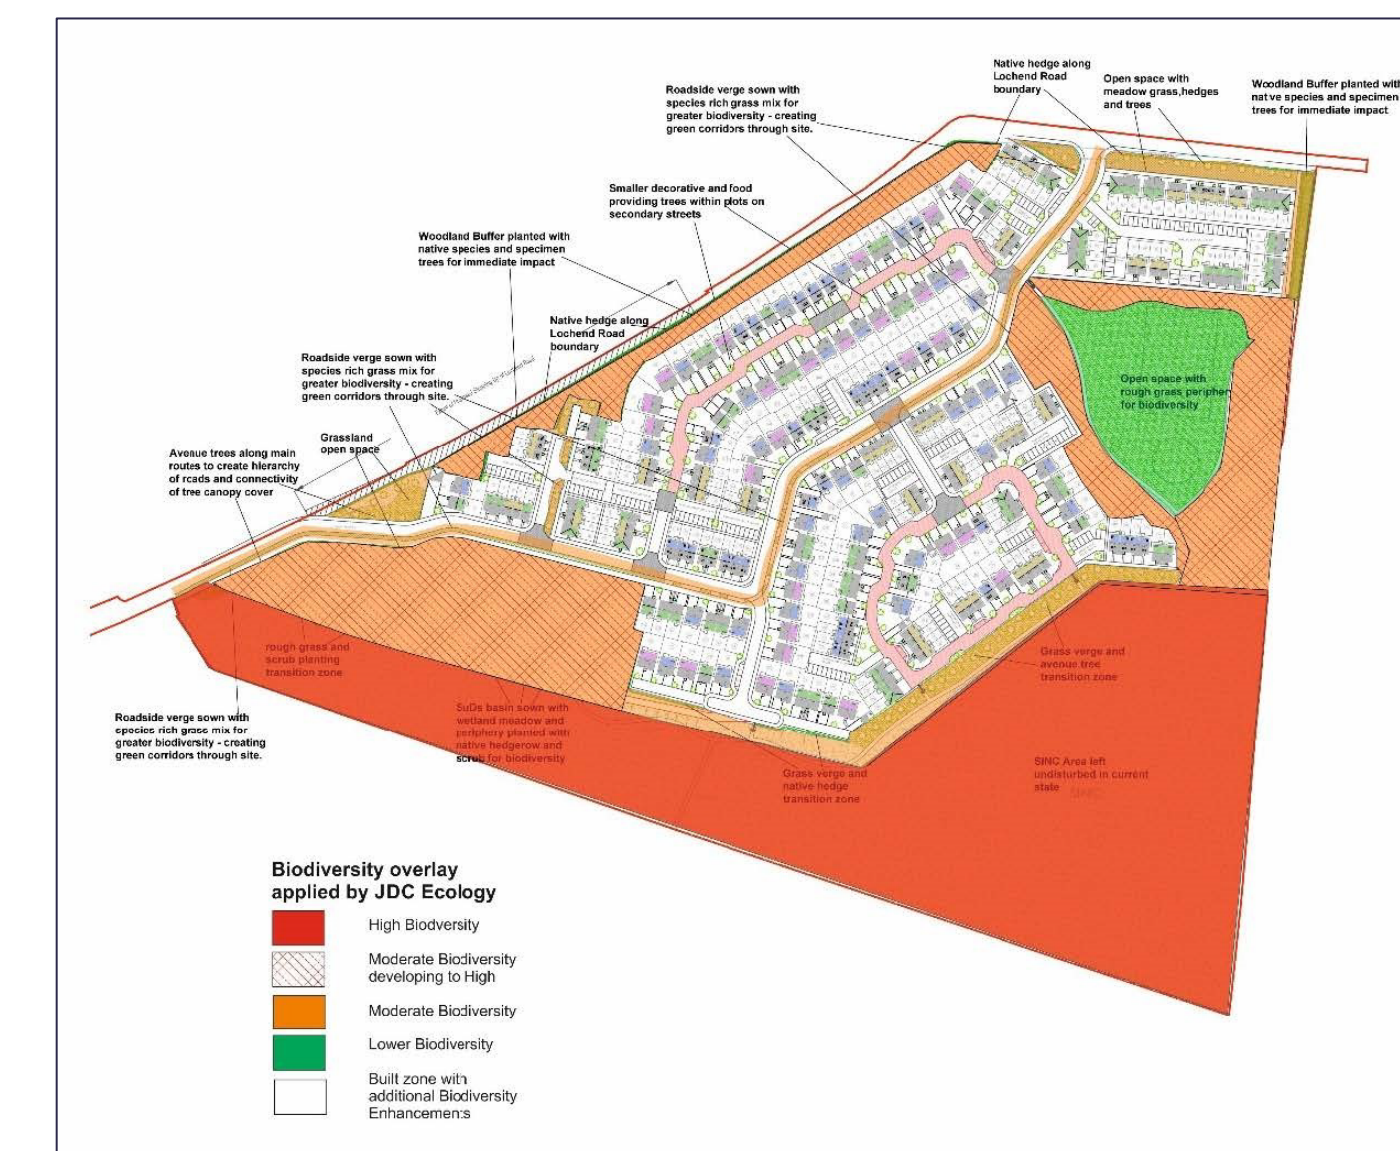 Native hedge along
Lochend Road
boundary
Open space with
meadow grass,hedges
and trees
Woodland Buffer planted with
native species and specimen
trees for immediate impact
Roadside verge sown with
species rich grass mix for
greater biodiversity - creating
green corridors through site.
Smaller decorative and food
providing trees within plots on
secondary streets
Woodland Buffer planted with
native species and specimen
trees for immediate impact
Native hedge along
Lochend Road
boundary
Roadside verge sown with
species rich grass mix for
greater biodiversity - creating
green corridors through site.
Grassland
open space
Avenue trees along main
routes to create hierarchy
of roads and connectivity
of tree canopy cover
Open space with
rough grass peripher
for biodiversity
rough grass and
scrub planting
transition zone
Grass verge and
avenue tree
transition zone
SuDs basin sown with
wetland meadow and
periphery planted with
native hedgerow and
scrub for biodiversity
Roadside verge sown with
species rich grass mix for
greater biodiversity - creating
green corridors through site.
Grass verge and
native hedge
transition zone
SINC Area left
undisturbed in current
state
SINC
Biodiversity overlay
applied by JDC Ecology
High Biodversity
Moderate Biodiversity
developing to High
Moderate Biodiversity
Lower Biodiversity
Built zone with
additional Biodiversity
Enhancements